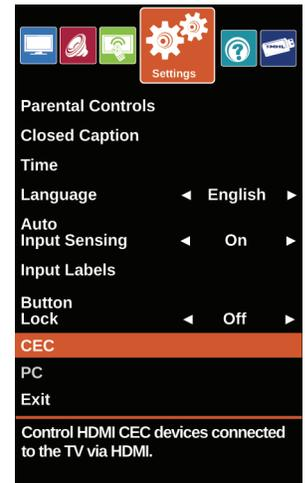 Settings
Parental Controls
Closed Caption
Time
Language ◄ English ►
Auto
Input Sensing ◄ On ►
Input Labels
Button
Lock ◄ Off ►
CEC
PC
Exit
Control HDMI CEC devices connected
to the TV via HDMI.